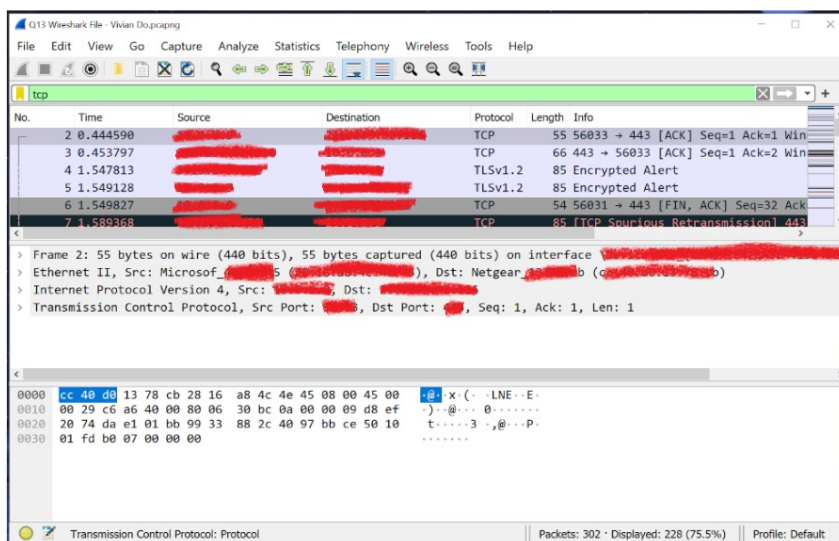 Q13 Wireshark File - Vivian Do.pcapng
File Edit View Go Capture Analyze Statistics Telephony Wireless Tools Help
tcp
No. Time Source Destination Protocol Length Info
2 0.444590 TCP 55 56033 → 443 [ACK] Seq=1 Ack=1 Win
3 0.453797 TCP 66 443 → 56033 [ACK] Seq=1 Ack=2 Win
4 1.547813 TLSv1.2 85 Encrypted Alert
5 1.549128 TLSv1.2 85 Encrypted Alert
6 1.549827 TCP 54 56031 → 443 [FIN, ACK] Seq=32 Ack
7 1.589368 TCP 85 [TCP Spurious Retransmission] 443
Frame 2: 55 bytes on wire (440 bits), 55 bytes captured (440 bits) on interface
Ethernet II, Src: Microsof_ 5 ( ), Dst: Netgear_ b ( b)
Internet Protocol Version 4, Src: , Dst:
Transmission Control Protocol, Src Port: , Dst Port: , Seq: 1, Ack: 1, Len: 1
0000 cc 40 d0 13 78 cb 28 16 a8 4c 4e 45 08 00 45 00 ·@··x·(· ·LNE··E·
0010 00 29 c6 a6 40 00 80 06 30 bc 0a 00 00 09 d8 ef ·)··@··· 0·······
0020 20 74 da e1 01 bb 99 33 88 2c 40 97 bb ce 50 10 t·····3 ·,@···P·
0030 01 fd b0 07 00 00 00 ·······
Transmission Control Protocol: Protocol
Packets: 302 · Displayed: 228 (75.5%)
Profile: Default